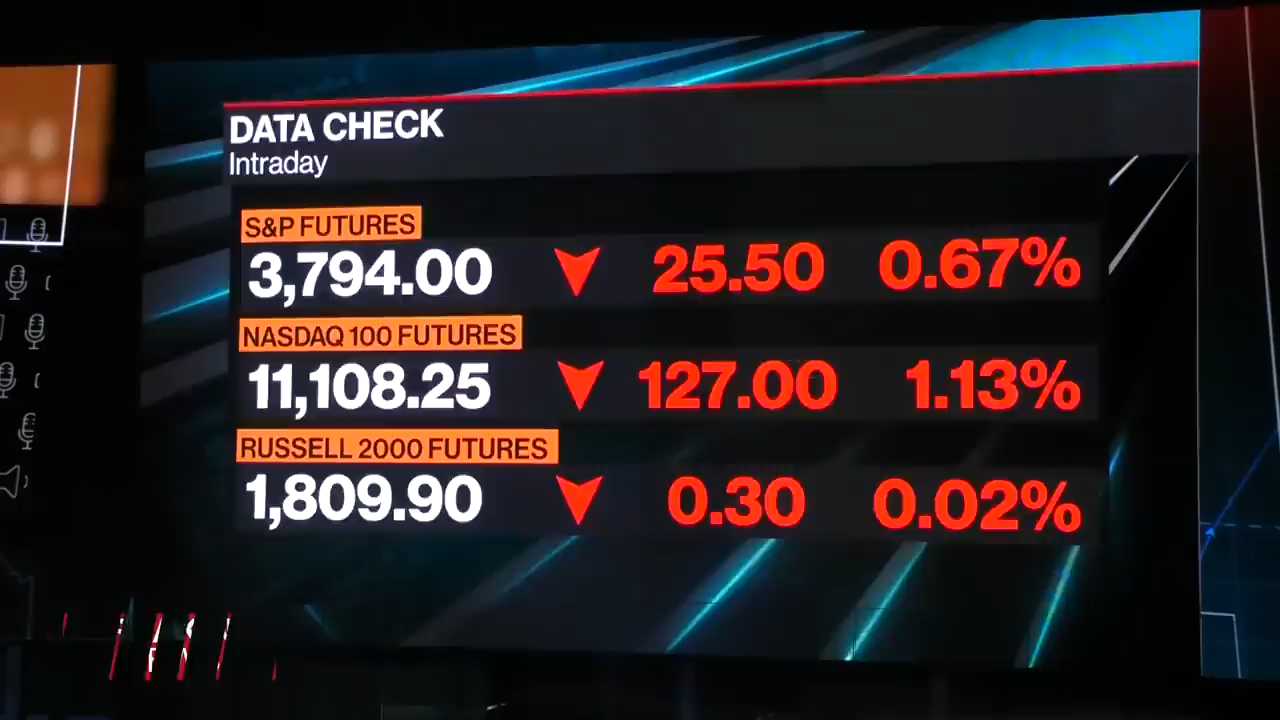 DATA CHECK
Intraday
S&P FUTURES
3,794.00 25.50 0.67%
NASDAQ 100 FUTURES
11,108.25 127.00 1.13%
RUSSELL 2000 FUTURES
1,809.90 0.30 0.02%